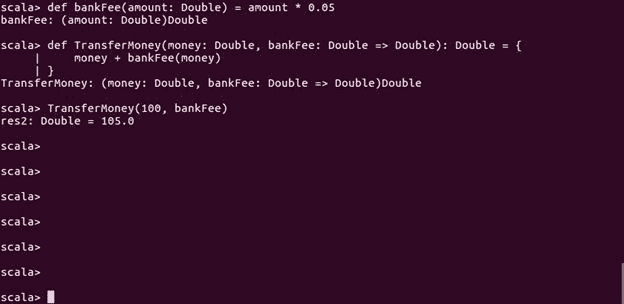 scala> def bankFee(amount: Double) = amount * 0.05
bankFee: (amount: Double)Double
scala> def TransferMoney(money: Double, bankFee: Double => Double): Double = {
     |     money + bankFee(money)
     | }
TransferMoney: (money: Double, bankFee: Double => Double)Double
scala> TransferMoney(100, bankFee)
res2: Double = 105.0
scala>
scala>
scala>
scala>
scala>
scala>
scala>